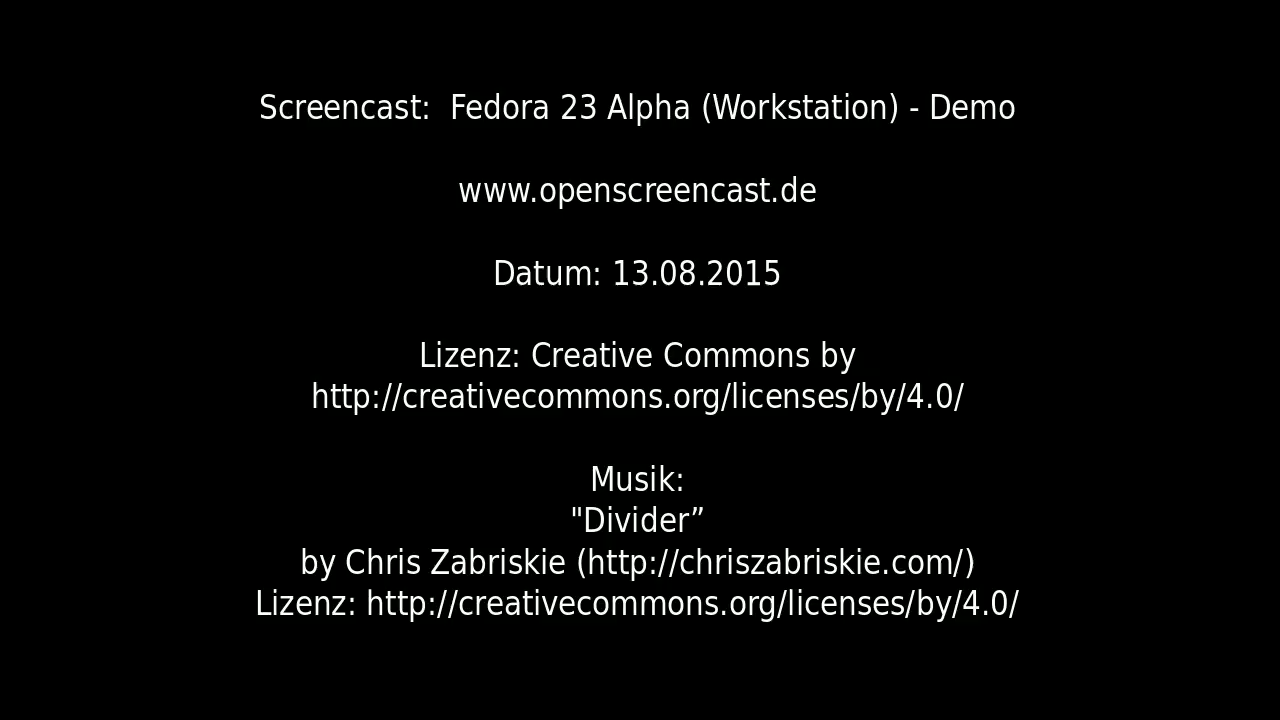 Screencast:  Fedora 23 Alpha (Workstation) - Demo
www.openscreencast.de
Datum: 13.08.2015
Lizenz: Creative Commons by
http://creativecommons.org/licenses/by/4.0/
Musik:
"Divider”
by Chris Zabriskie (http://chriszabriskie.com/)
Lizenz: http://creativecommons.org/licenses/by/4.0/